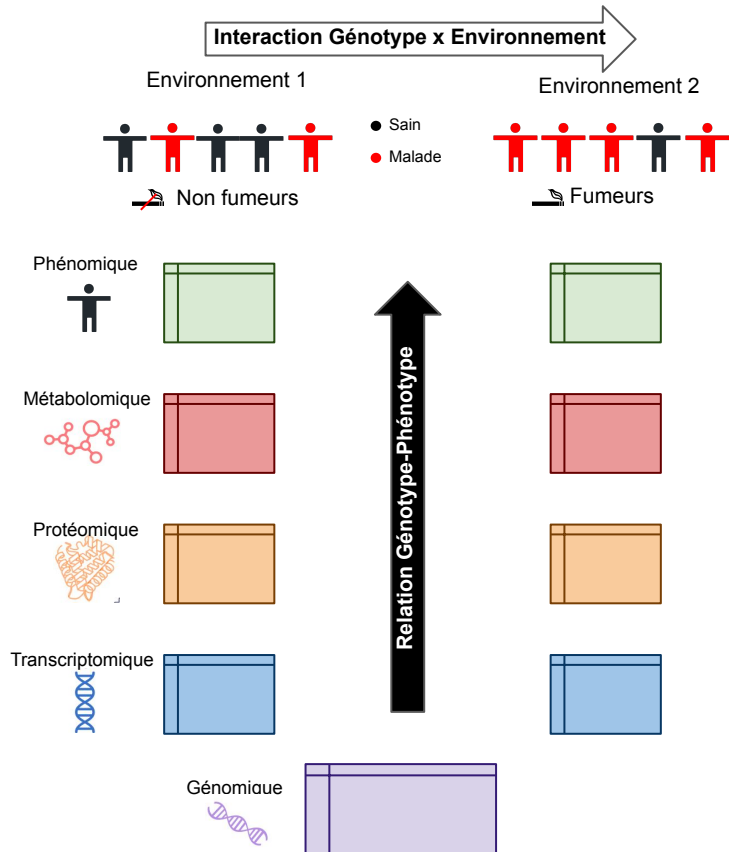 Interaction Génotype x Environnement
Environnement 1
Environnement 2
Sain
Malade
Non fumeurs
Fumeurs
Phénomique
Métabolomique
Protéomique
Transcriptomique
Génomique
Relation Génotype-Phénotype